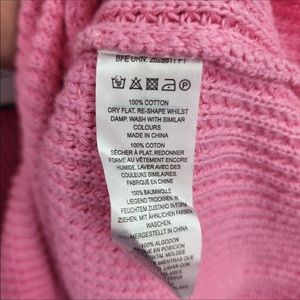 100% COTTON
DRY FLAT. RE-SHAPE WHILST
DAMP. WASH WITH SIMILAR
COLOURS.
MADE IN CHINA
100% COTON
SÉCHER À PLAT. REDONNER
FORME AU VÊTEMENT ENCORE
HUMIDE. LAVER AVEC DES
COULEURS SIMILAIRES.
FABRIQUÉ EN CHINE
100% BAUMWOLLE
LIEGEND TROCKNEN. IN
FEUCHTEM ZUSTAND IN FORM
ZIEHEN. MIT ÄHNLICHEN FARBEN
WASCHEN.
HERGESTELLT IN CHINA
100% ALGODÓN